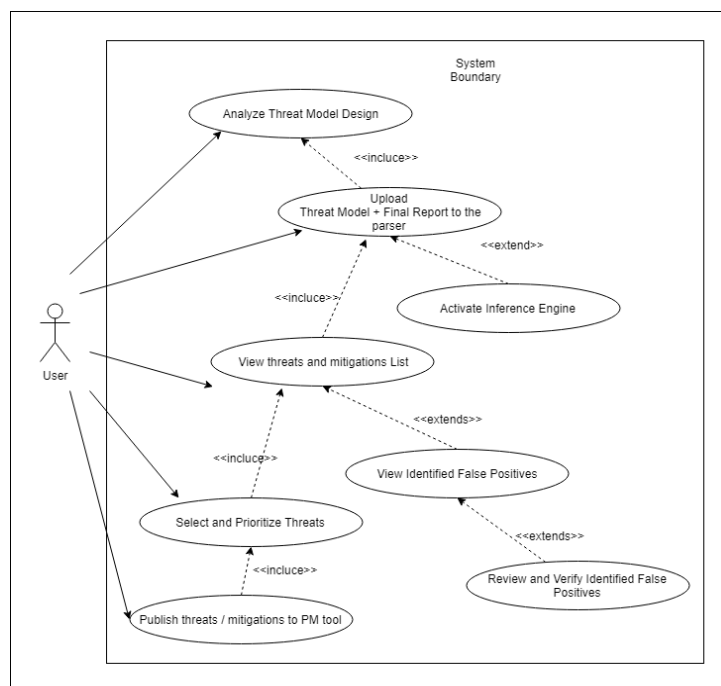 System
Boundary
Analyze Threat Model Design
<<incluce>>
Upload
Threat Model + Final Report to the
parser
<<extend>>
<<incluce>>
Activate Inference Engine
User
View threats and mitigations List
<<extends>>
<<incluce>>
View Identified False Positives
Select and Prioritize Threats
<<extends>>
<<incluce>>
Review and Verify Identified False
Positives
Publish threats / mitigations to PM tool